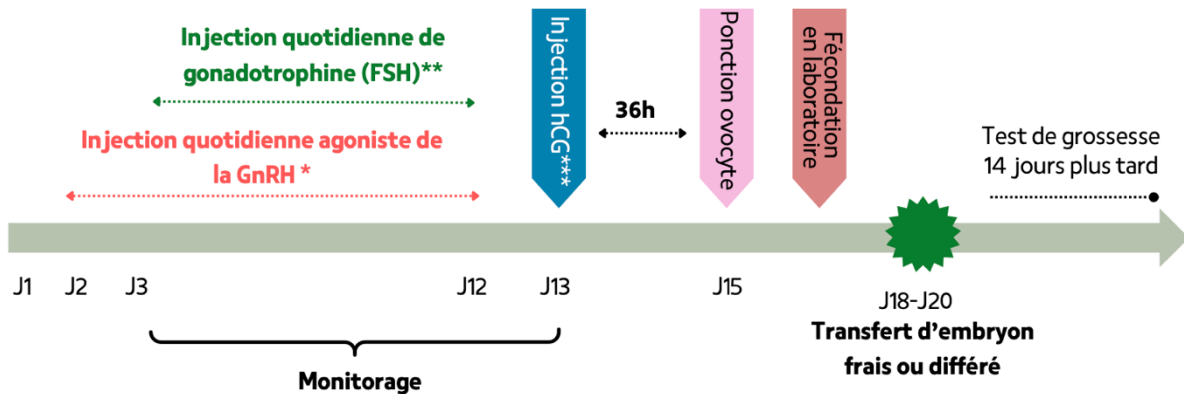 Injection quotidienne de
gonadotrophine (FSH)**
Injection quotidienne agoniste de
la GnRH *
Injection hCG***
36h
Ponction ovocyte
Fécondation
en laboratoire
Test de grossesse
14 jours plus tard
J1
J2
J3
J12
J13
J15
J18-J20
Transfert d'embryon
frais ou différé
Monitorage